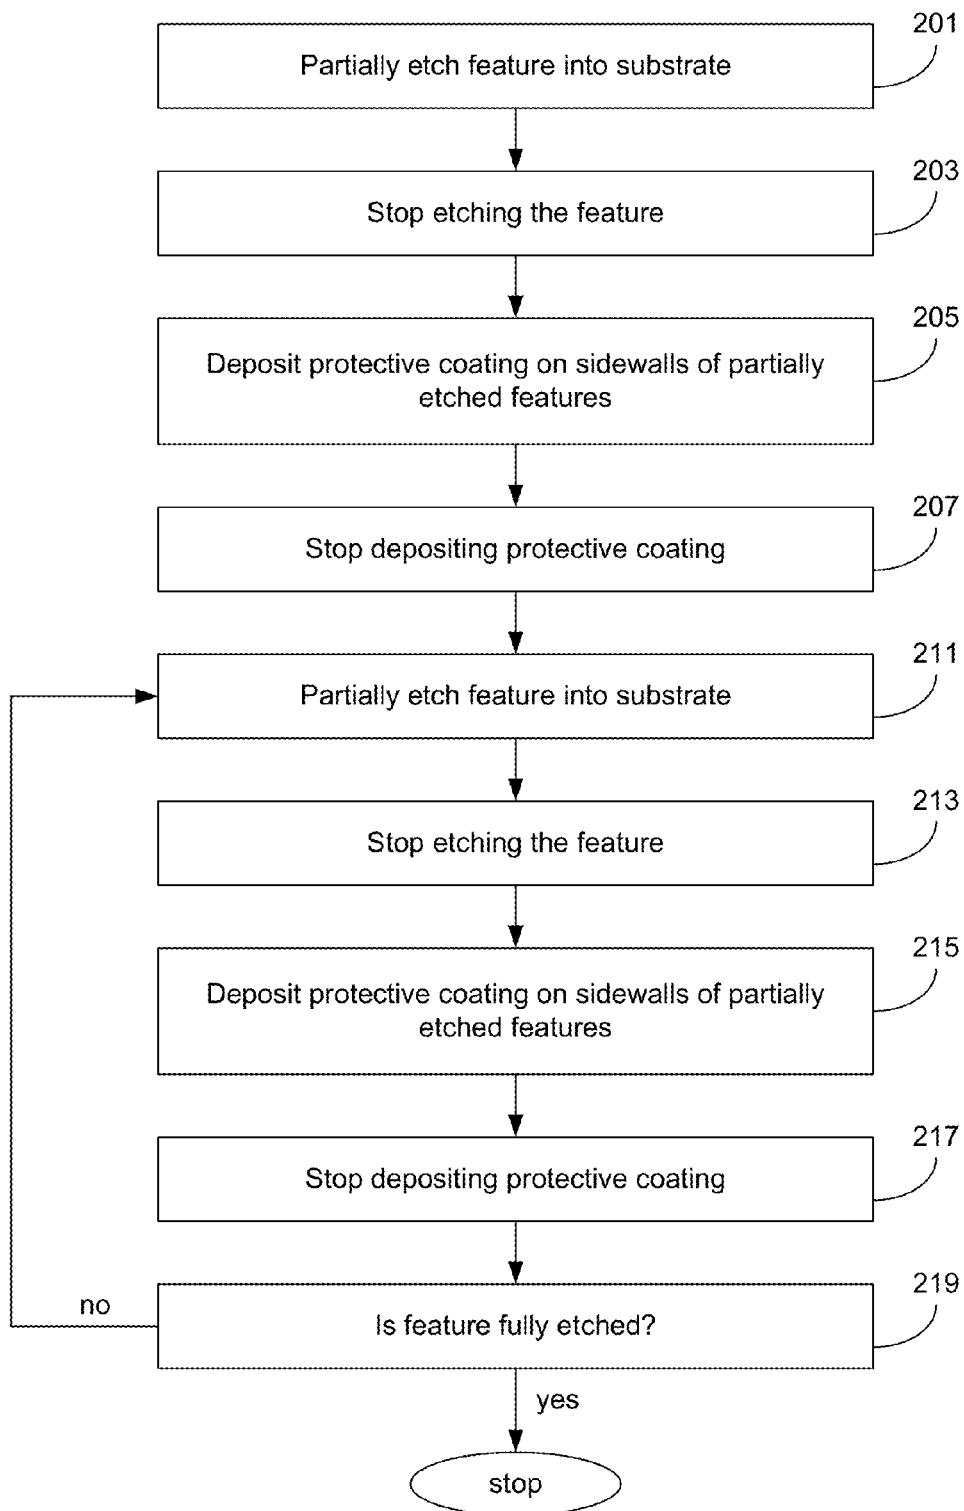 201
Partially etch feature into substrate
203
Stop etching the feature
205
Deposit protective coating on sidewalls of partially
etched features
207
Stop depositing protective coating
211
Partially etch feature into substrate
213
Stop etching the feature
215
Deposit protective coating on sidewalls of partially
etched features
217
Stop depositing protective coating
219
no
Is feature fully etched?
yes
stop